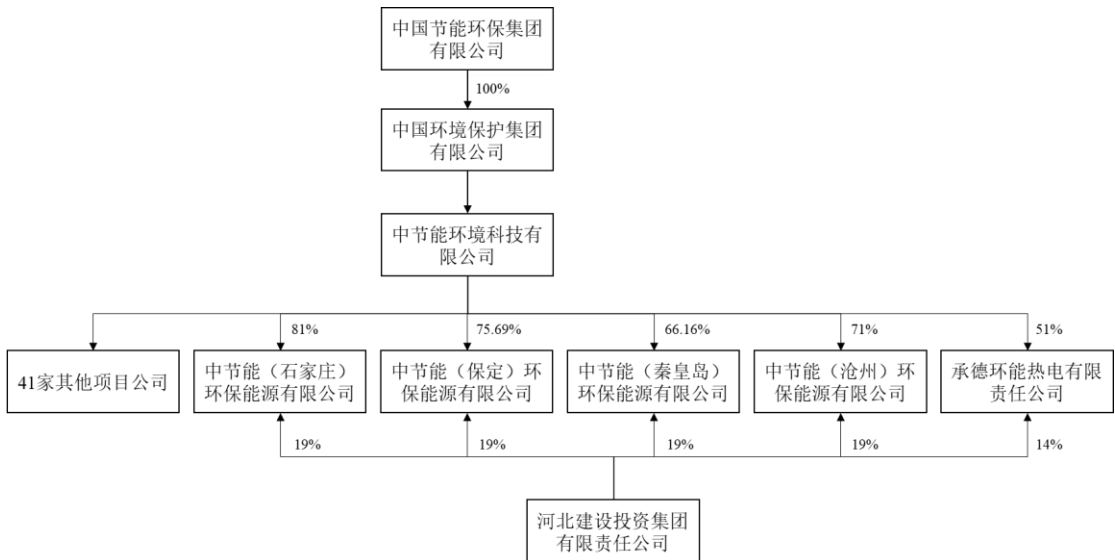 中国节能环保集团
有限公司
100%
中国环境保护集团
有限公司
中节能环境科技有
限公司
81%
75.69%
66.16%
71%
51%
41家其他项目公司
中节能（石家庄）
环保能源有限公司
中节能（保定）环
保能源有限公司
中节能（秦皇岛）
环保能源有限公司
中节能（沧州）环
保能源有限公司
承德环能热电有限
责任公司
19%
19%
19%
19%
14%
河北建设投资集团
有限责任公司